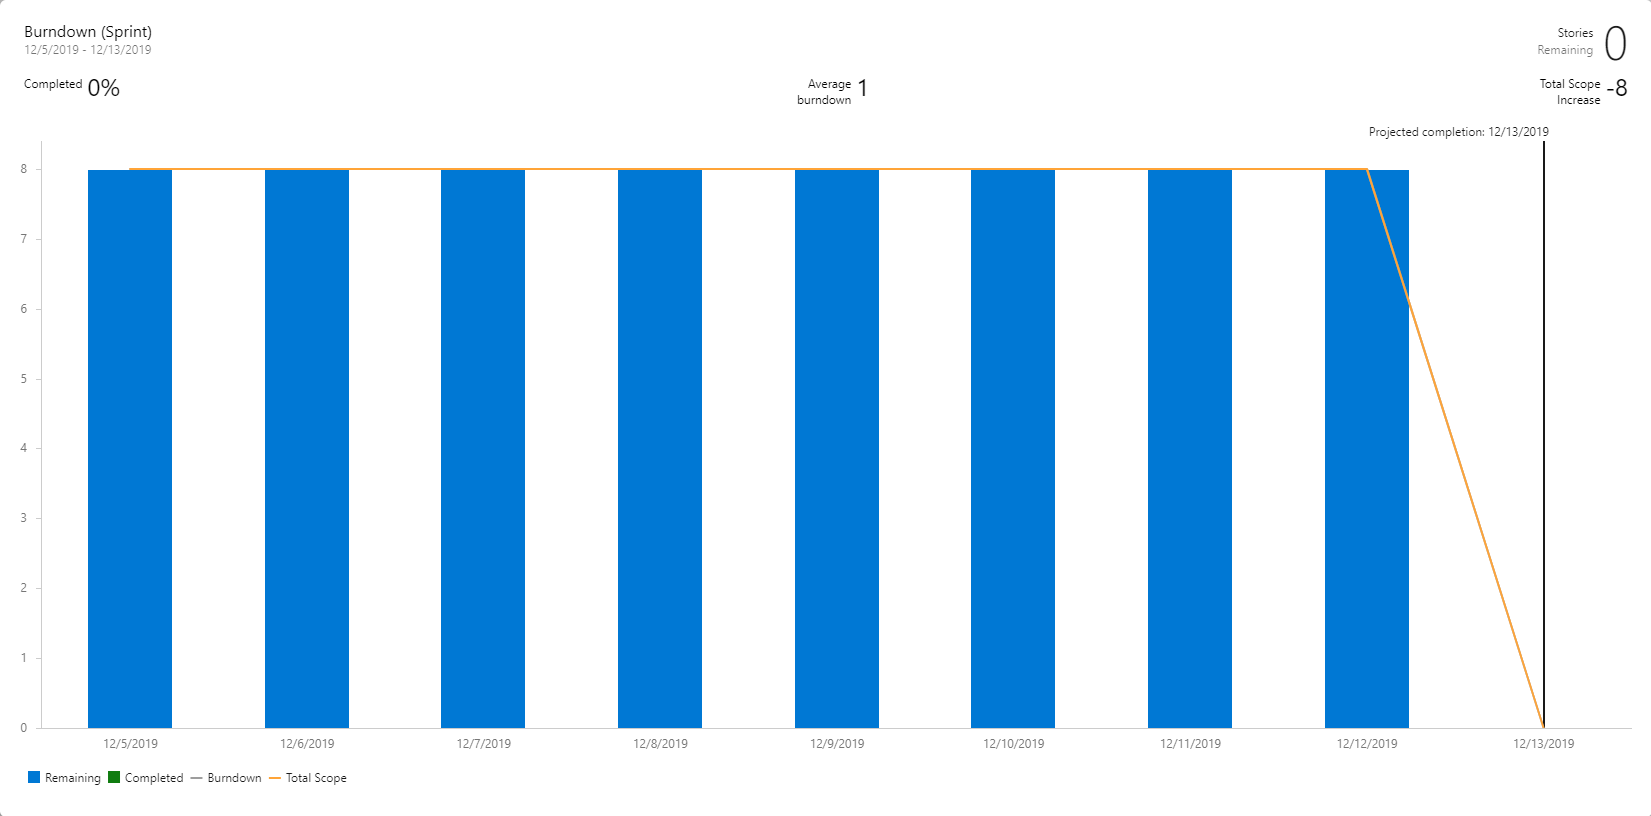 Burndown (Sprint)
12/5/2019 - 12/13/2019
Stories
Remaining
0
Completed 0%
Average
burndown
1
Total Scope
Increase
-8
Projected completion: 12/13/2019
8
7
6
5
4
3
2
1
0
12/5/2019 12/6/2019 12/7/2019 12/8/2019 12/9/2019 12/10/2019 12/11/2019 12/12/2019 12/13/2019
Remaining Completed Burndown Total Scope